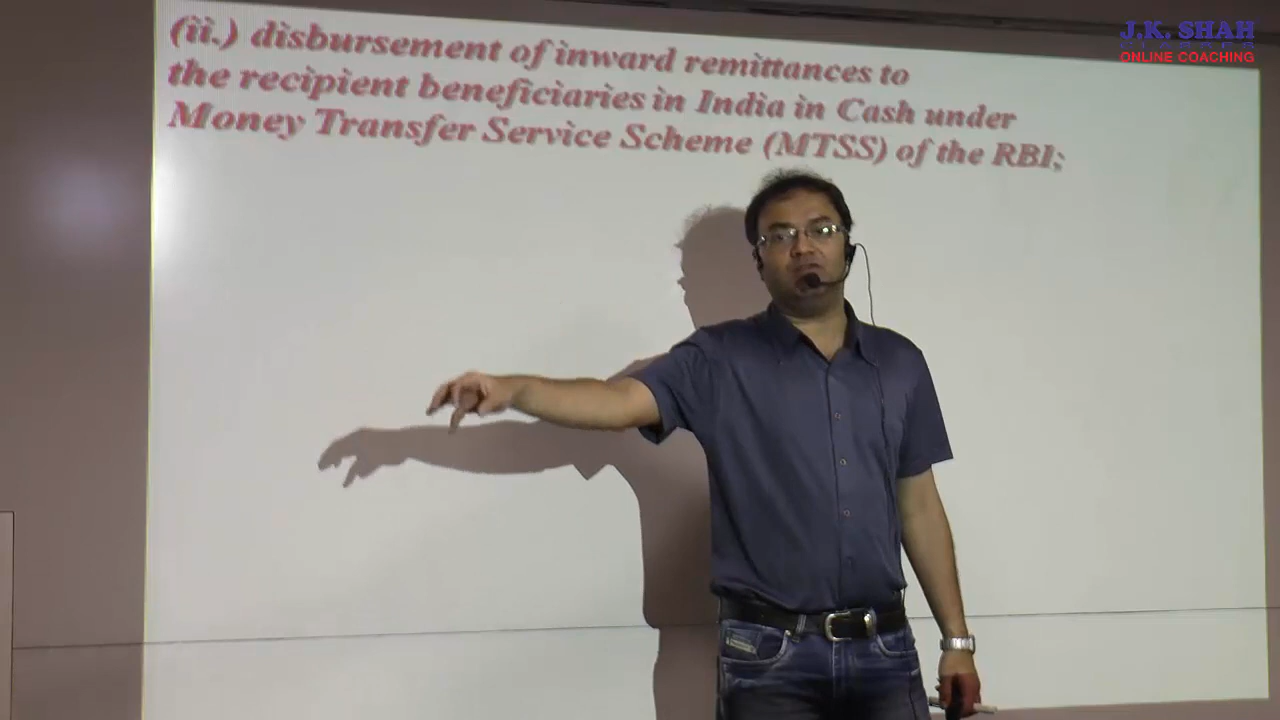 J.K. SHAH
CLASSES
ONLINE COACHING
(ii.) disbursement of inward remittances to
the recipient beneficiaries in India in Cash under
Money Transfer Service Scheme (MTSS) of the RBI;